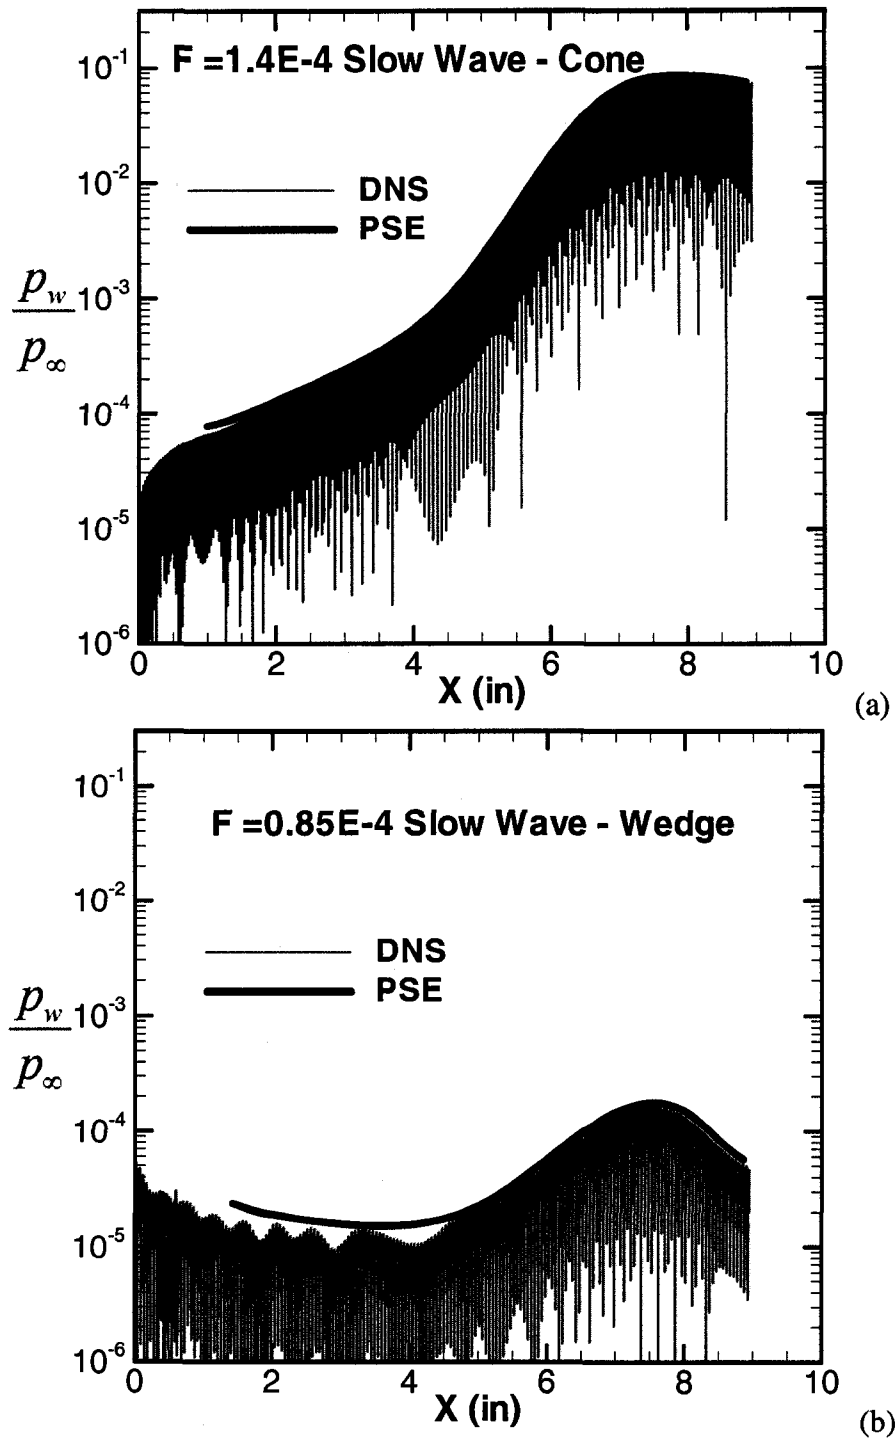 F =1.4E-4 Slow Wave - Cone
10⁻¹
10⁻²
10⁻³
10⁻⁴
10⁻⁵
10⁻⁶
DNS
PSE
p_w
p_∞
0 2 4 6 8 10
X (in)
(a)
F =0.85E-4 Slow Wave - Wedge
10⁻¹
10⁻²
10⁻³
10⁻⁴
10⁻⁵
10⁻⁶
DNS
PSE
p_w
p_∞
0 2 4 6 8 10
X (in)
(b)